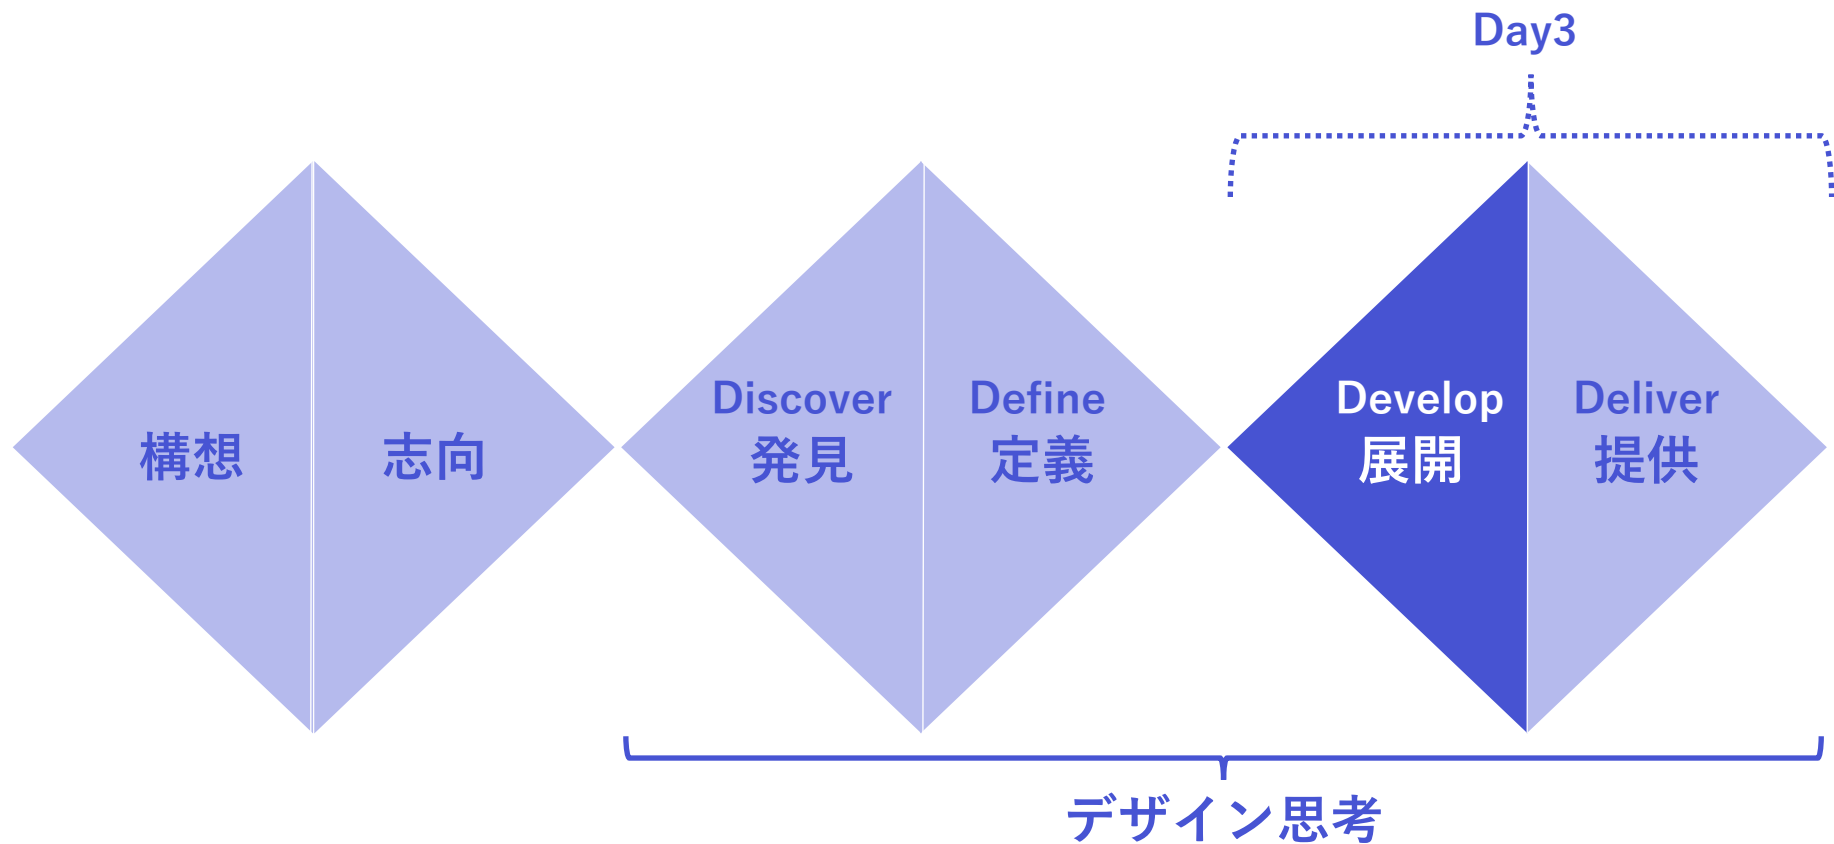 Day3
構想
志向
Discover
発見
Define
定義
Develop
展開
Deliver
提供
デザイン思考